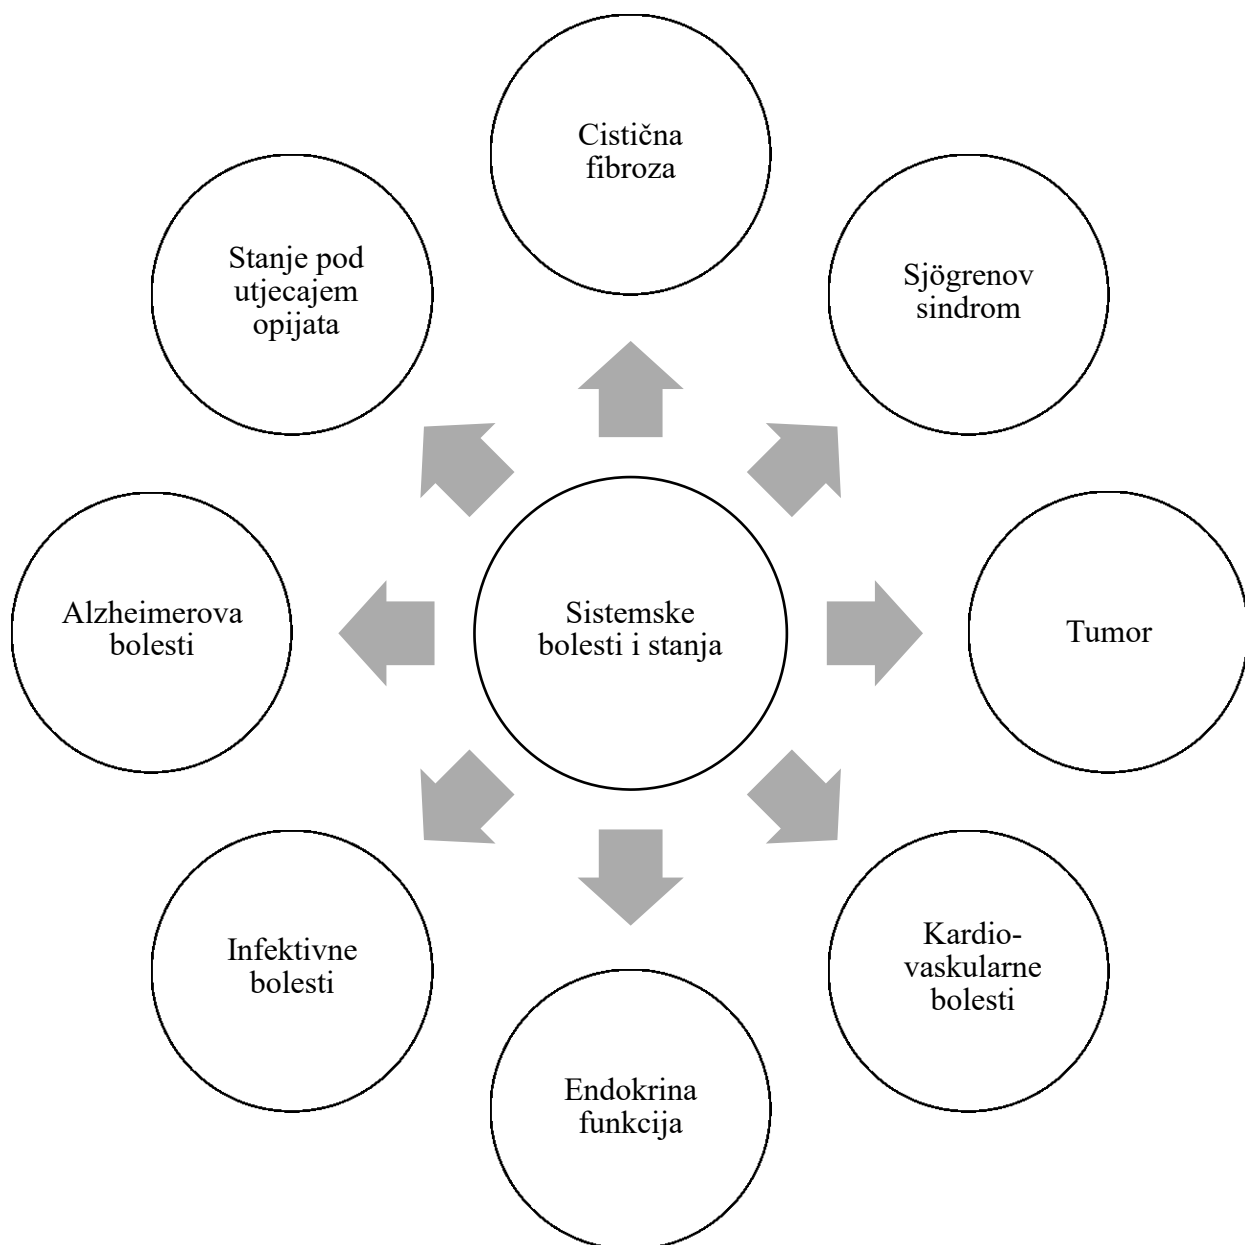 Cistična
fibroza
Stanje pod
utjecajem
opijata
Sjögrenov
sindrom
Alzheimerova
bolesti
Sistemske
bolesti i stanja
Tumor
Infektivne
bolesti
Kardio-
vaskularne
bolesti
Endokrina
funkcija